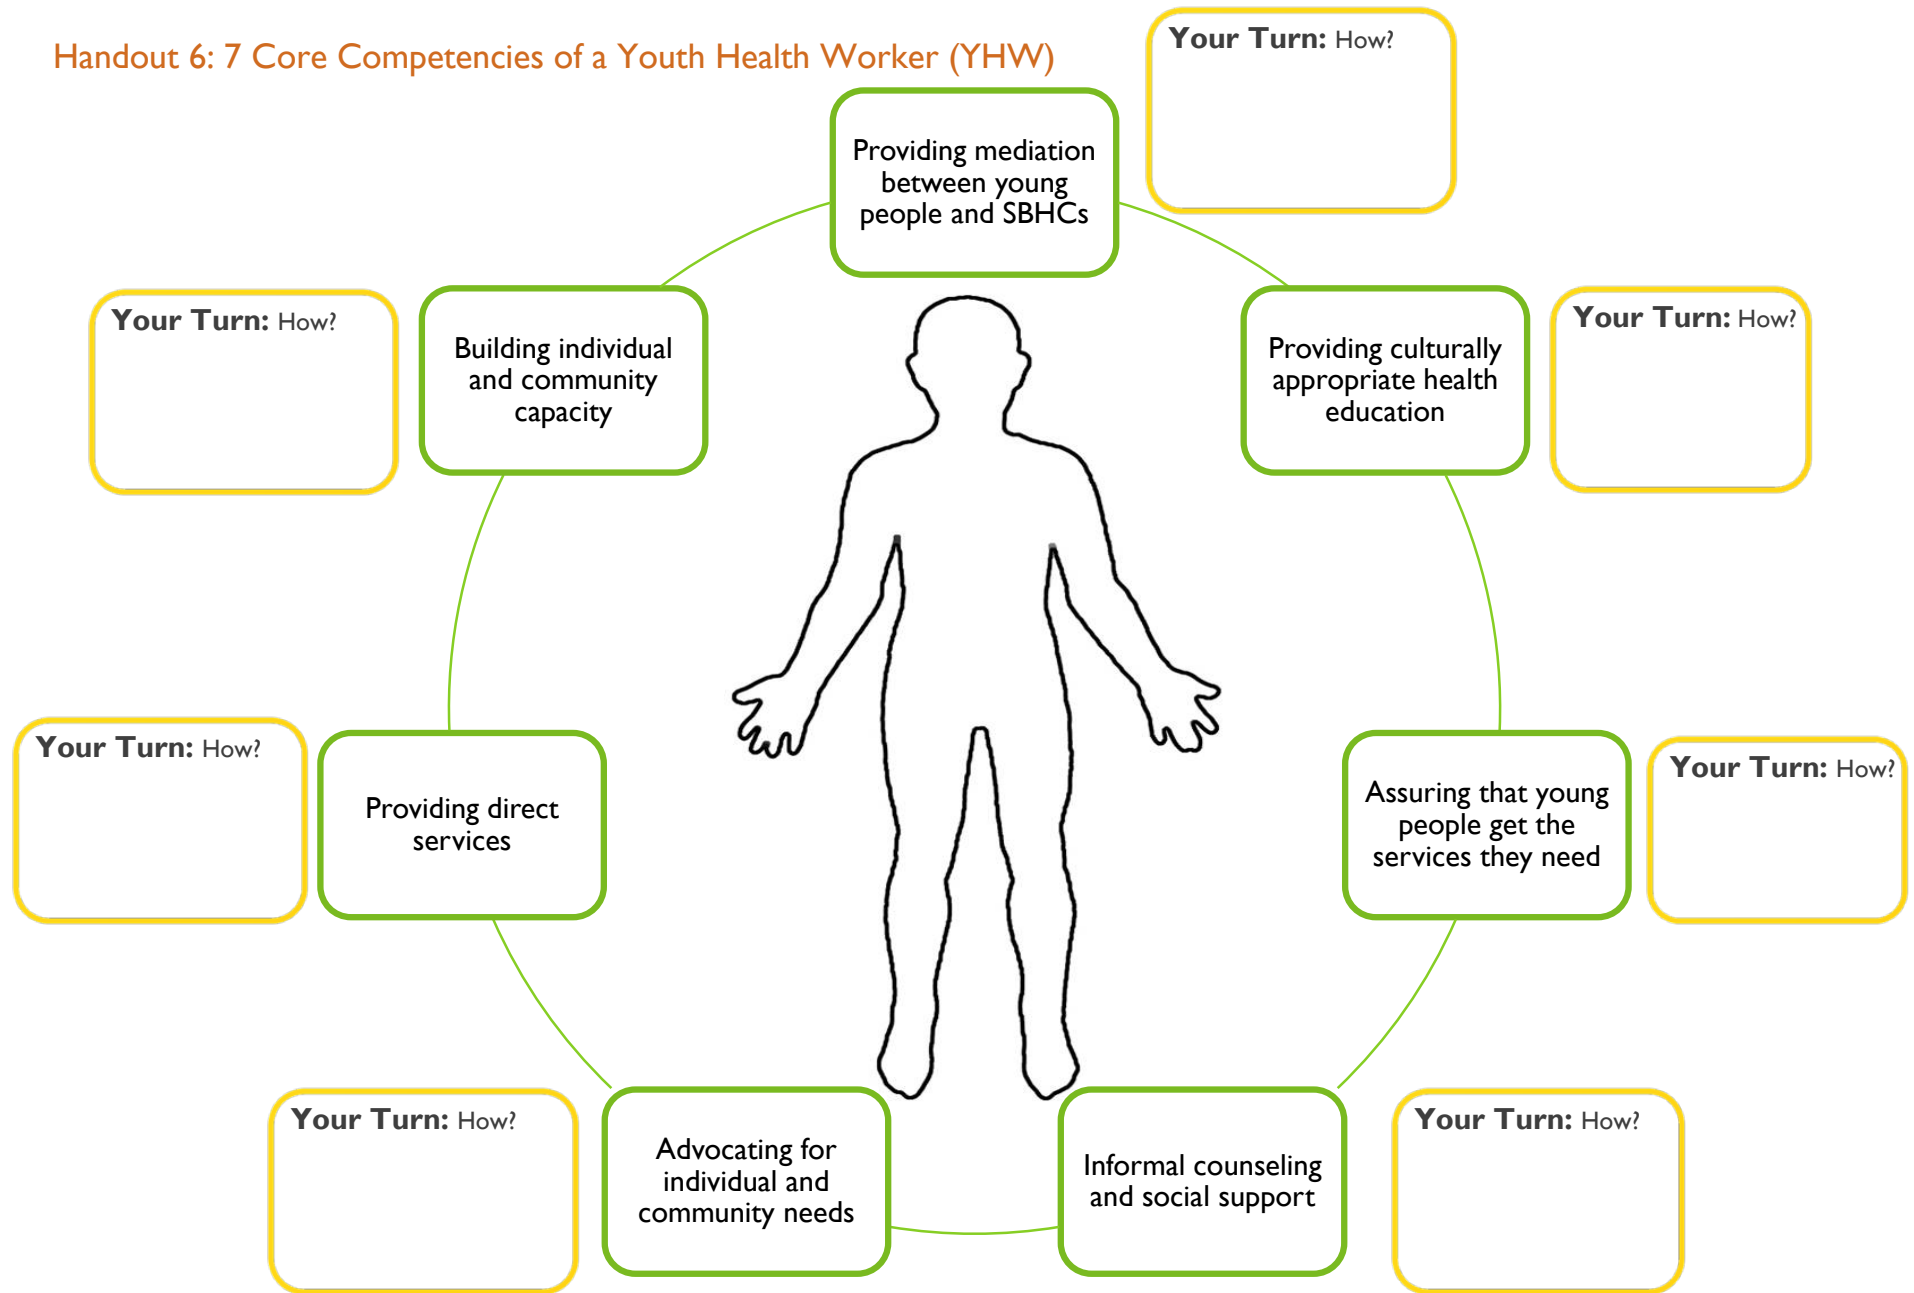 Handout 6: 7 Core Competencies of a Youth Health Worker (YHW)
Your Turn: How?
Providing mediation
between young
people and SBHCs
Your Turn: How?
Building individual
and community
capacity
Providing culturally
appropriate health
education
Your Turn: How?
Your Turn: How?
Providing direct
services
Assuring that young
people get the
services they need
Your Turn: How?
Your Turn: How?
Advocating for
individual and
community needs
Informal counseling
and social support
Your Turn: How?